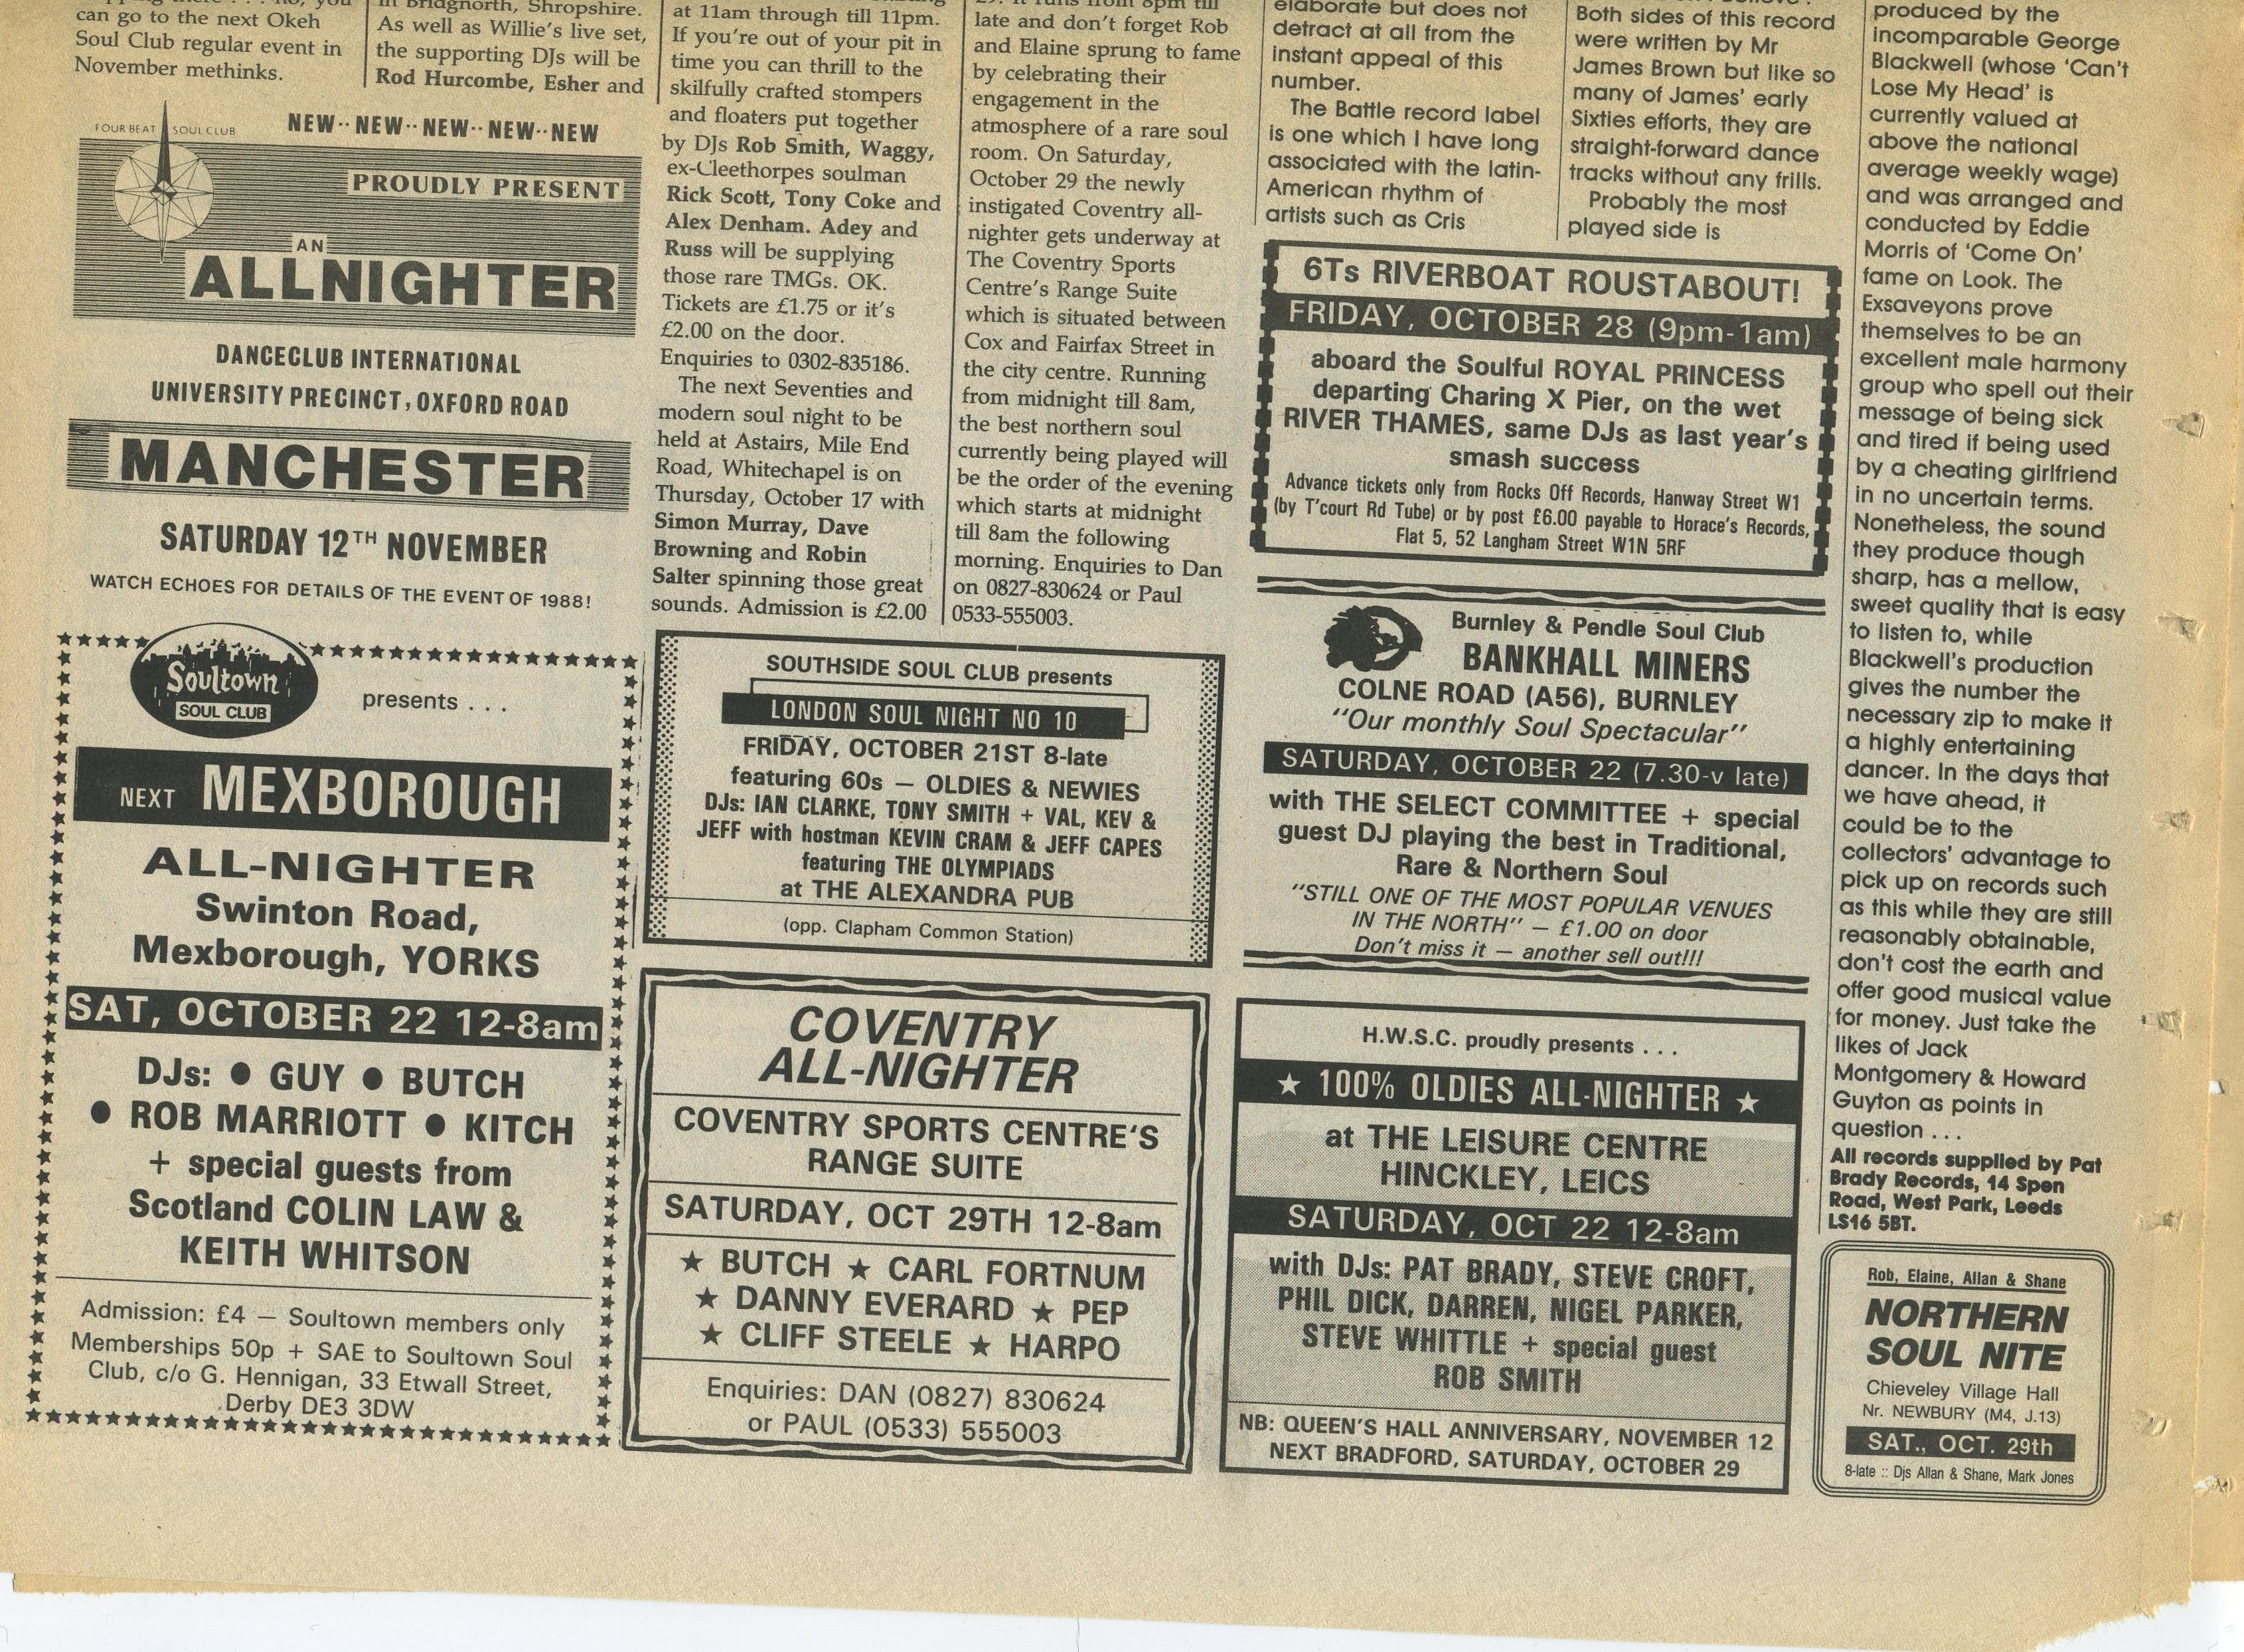 can go to the next Okeh
Soul Club regular event in
November methinks.
in Bridgnorth, Shropshire.
As well as Willie's live set,
the supporting DJs will be
Rod Hurcombe, Esher and
FOUR BEAT SOUL CLUB
NEW··NEW··NEW··NEW··NEW
PROUDLY PRESENT
AN
ALLNIGHTER
DANCECLUB INTERNATIONAL
UNIVERSITY PRECINCT, OXFORD ROAD
MANCHESTER
SATURDAY 12TH NOVEMBER
WATCH ECHOES FOR DETAILS OF THE EVENT OF 1988!
Soultown
SOUL CLUB
presents . . .
NEXT MEXBOROUGH
ALL-NIGHTER
Swinton Road,
Mexborough, YORKS
SAT, OCTOBER 22 12-8am
DJs: ● GUY ● BUTCH
● ROB MARRIOTT ● KITCH
+ special guests from
Scotland COLIN LAW &
KEITH WHITSON
Admission: £4 — Soultown members only
Memberships 50p + SAE to Soultown Soul
Club, c/o G. Hennigan, 33 Etwall Street,
Derby DE3 3DW
at 11am through till 11pm.
If you're out of your pit in
time you can thrill to the
skilfully crafted stompers
and floaters put together
by DJs Rob Smith, Waggy,
ex-Cleethorpes soulman
Rick Scott, Tony Coke and
Alex Denham. Adey and
Russ will be supplying
those rare TMGs. OK.
Tickets are £1.75 or it's
£2.00 on the door.
Enquiries to 0302-835186.
The next Seventies and
modern soul night to be
held at Astairs, Mile End
Road, Whitechapel is on
Thursday, October 17 with
Simon Murray, Dave
Browning and Robin
Salter spinning those great
sounds. Admission is £2.00
29. It runs from 8pm till
late and don't forget Rob
and Elaine sprung to fame
by celebrating their
engagement in the
atmosphere of a rare soul
room. On Saturday,
October 29 the newly
instigated Coventry all-
nighter gets underway at
The Coventry Sports
Centre's Range Suite
which is situated between
Cox and Fairfax Street in
the city centre. Running
from midnight till 8am,
the best northern soul
currently being played will
be the order of the evening
which starts at midnight
till 8am the following
morning. Enquiries to Dan
on 0827-830624 or Paul
0533-555003.
SOUTHSIDE SOUL CLUB presents
LONDON SOUL NIGHT NO 10
FRIDAY, OCTOBER 21ST 8-late
featuring 60s — OLDIES & NEWIES
DJs: IAN CLARKE, TONY SMITH + VAL, KEV &
JEFF with hostman KEVIN CRAM & JEFF CAPES
featuring THE OLYMPIADS
at THE ALEXANDRA PUB
(opp. Clapham Common Station)
COVENTRY
ALL-NIGHTER
COVENTRY SPORTS CENTRE'S
RANGE SUITE
SATURDAY, OCT 29TH 12-8am
★ BUTCH ★ CARL FORTNUM
★ DANNY EVERARD ★ PEP
★ CLIFF STEELE ★ HARPO
Enquiries: DAN (0827) 830624
or PAUL (0533) 555003
elaborate but does not
detract at all from the
instant appeal of this
number.
The Battle record label
is one which I have long
associated with the latin-
American rhythm of
artists such as Cris
Both sides of this record
were written by Mr
James Brown but like so
many of James' early
Sixties efforts, they are
straight-forward dance
tracks without any frills.
Probably the most
played side is
6Ts RIVERBOAT ROUSTABOUT!
FRIDAY, OCTOBER 28 (9pm-1am)
aboard the Soulful ROYAL PRINCESS
departing Charing X Pier, on the wet
RIVER THAMES, same DJs as last year's
smash success
Advance tickets only from Rocks Off Records, Hanway Street W1
(by T'court Rd Tube) or by post £6.00 payable to Horace's Records,
Flat 5, 52 Langham Street W1N 5RF
Burnley & Pendle Soul Club
BANKHALL MINERS
COLNE ROAD (A56), BURNLEY
"Our monthly Soul Spectacular"
SATURDAY, OCTOBER 22 (7.30-v late)
with THE SELECT COMMITTEE + special
guest DJ playing the best in Traditional,
Rare & Northern Soul
"STILL ONE OF THE MOST POPULAR VENUES
IN THE NORTH" — £1.00 on door
Don't miss it — another sell out!!!
H.W.S.C. proudly presents . . .
★ 100% OLDIES ALL-NIGHTER ★
at THE LEISURE CENTRE
HINCKLEY, LEICS
SATURDAY, OCT 22 12-8am
with DJs: PAT BRADY, STEVE CROFT,
PHIL DICK, DARREN, NIGEL PARKER,
STEVE WHITTLE + special guest
ROB SMITH
NB: QUEEN'S HALL ANNIVERSARY, NOVEMBER 12
NEXT BRADFORD, SATURDAY, OCTOBER 29
produced by the
incomparable George
Blackwell (whose 'Can't
Lose My Head' is
currently valued at
above the national
average weekly wage)
and was arranged and
conducted by Eddie
Morris of 'Come On'
fame on Look. The
Exsaveyons prove
themselves to be an
excellent male harmony
group who spell out their
message of being sick
and tired if being used
by a cheating girlfriend
in no uncertain terms.
Nonetheless, the sound
they produce though
sharp, has a mellow,
sweet quality that is easy
to listen to, while
Blackwell's production
gives the number the
necessary zip to make it
a highly entertaining
dancer. In the days that
we have ahead, it
could be to the
collectors' advantage to
pick up on records such
as this while they are still
reasonably obtainable,
don't cost the earth and
offer good musical value
for money. Just take the
likes of Jack
Montgomery & Howard
Guyton as points in
question . . .
All records supplied by Pat
Brady Records, 14 Spen
Road, West Park, Leeds
LS16 5BT.
Rob, Elaine, Allan & Shane
NORTHERN
SOUL NITE
Chieveley Village Hall
Nr. NEWBURY (M4, J.13)
SAT., OCT. 29th
8-late :: Djs Allan & Shane, Mark Jones